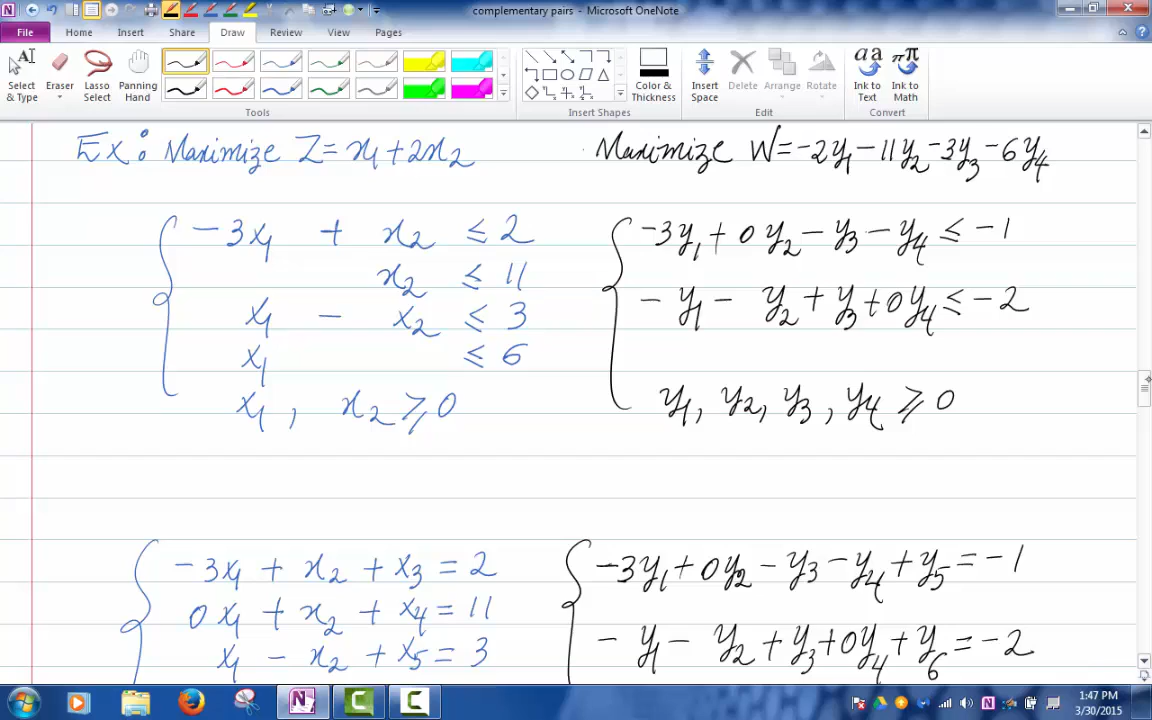 complementary pairs - Microsoft OneNote
File Home Insert Share Draw Review View Pages
Select & Type Eraser Lasso Select Panning Hand Color & Thickness Insert Space Delete Arrange Rotate Ink to Text Ink to Math
Tools Insert Shapes Edit Convert
Ex: Maximize Z=x1+2x2
-3x1 + x2 ≤ 2
x2 ≤ 11
x1 - x2 ≤ 3
x1 ≤ 6
x1, x2 ≥ 0
Maximize W=-2y1-11y2-3y3-6y4
-3y1+0y2-y3-y4≤-1
-y1-y2+y3+0y4≤-2
y1, y2, y3, y4 ≥ 0
-3x1+x2+x3=2
0x1+x2+x4=11
x1-x2+x5=3
-3y1+0y2-y3-y4+y5=-1
-y1-y2+y3+0y4+y6=-2
1:47 PM
3/30/2015